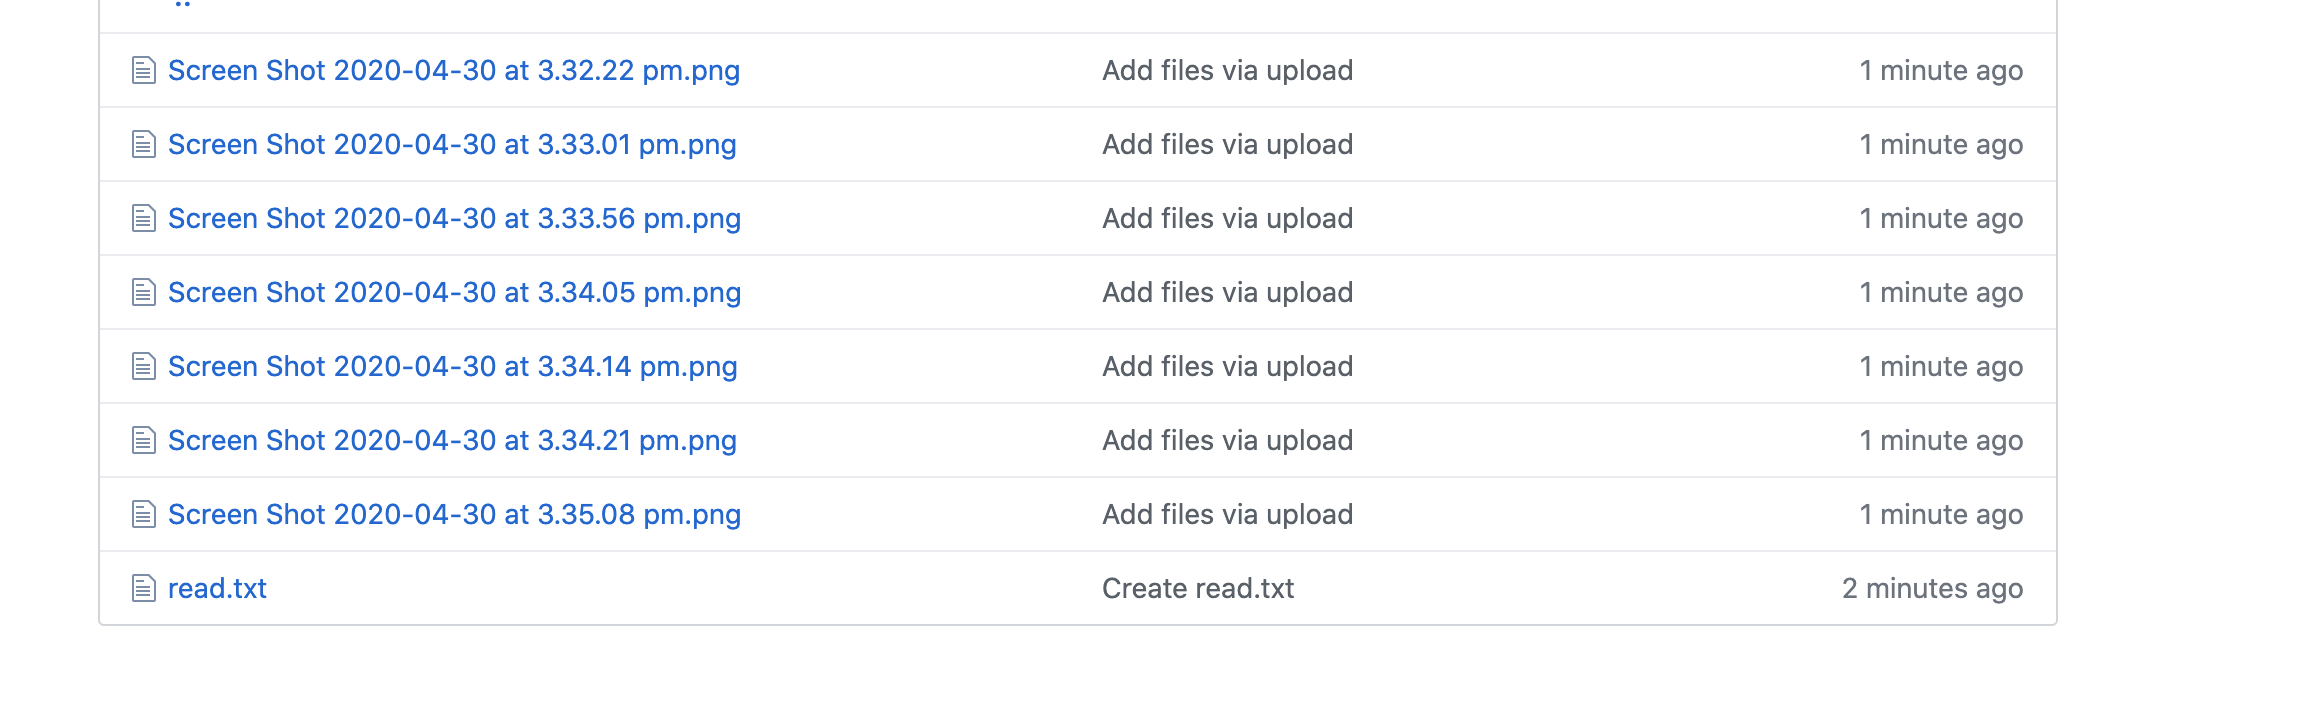 ..
Screen Shot 2020-04-30 at 3.32.22 pm.png Add files via upload 1 minute ago
Screen Shot 2020-04-30 at 3.33.01 pm.png Add files via upload 1 minute ago
Screen Shot 2020-04-30 at 3.33.56 pm.png Add files via upload 1 minute ago
Screen Shot 2020-04-30 at 3.34.05 pm.png Add files via upload 1 minute ago
Screen Shot 2020-04-30 at 3.34.14 pm.png Add files via upload 1 minute ago
Screen Shot 2020-04-30 at 3.34.21 pm.png Add files via upload 1 minute ago
Screen Shot 2020-04-30 at 3.35.08 pm.png Add files via upload 1 minute ago
read.txt Create read.txt 2 minutes ago